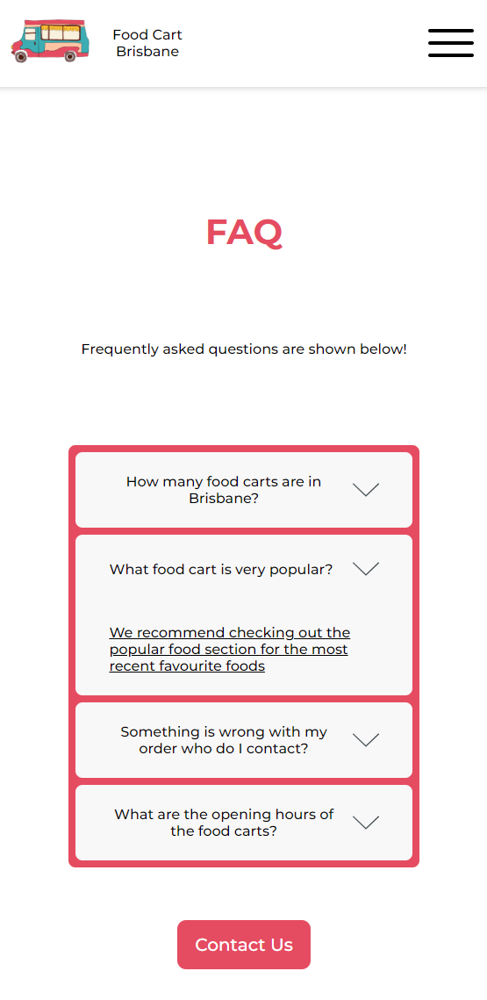 Food Cart
Brisbane
FAQ
Frequently asked questions are shown below!
How many food carts are in
Brisbane?
What food cart is very popular?
We recommend checking out the
popular food section for the most
recent favourite foods
Something is wrong with my
order who do I contact?
What are the opening hours of
the food carts?
Contact Us